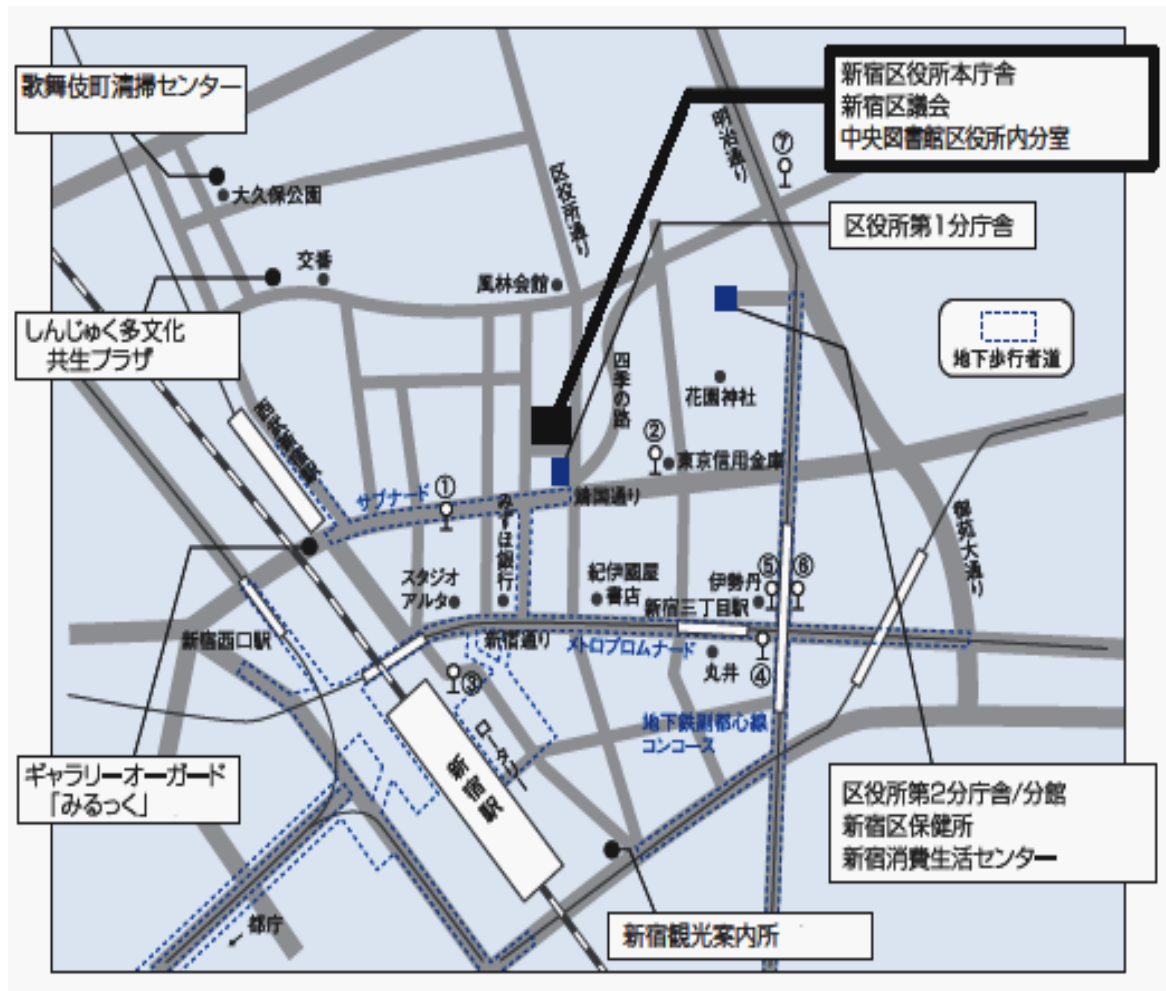 歌舞伎町清掃センター
新宿区役所本庁舎
新宿区議会
中央図書館区役所内分室
明治通り
⑦
大久保公園
区役所通り
区役所第1分庁舎
交番
風林会館
しんじゅく多文化
共生プラザ
地下歩行者道
四季の路
花園神社
西武新宿駅
②
東京信用金庫
サブナード
①
靖国通り
みずほ銀行
御苑大通り
スタジオ
アルタ
紀伊國屋
書店
伊勢丹
⑤
⑥
新宿三丁目駅
新宿西口駅
新宿通り
メトロプロムナード
丸井
④
③
地下鉄副都心線
コンコース
ロータリー
新宿駅
ギャラリーオーガード
「みるっく」
区役所第2分庁舎/分館
新宿区保健所
新宿消費生活センター
都庁
←
新宿観光案内所